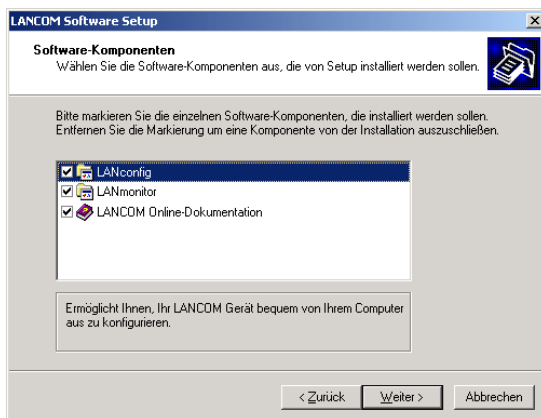 LANCOM Software Setup
Software-Komponenten
Wählen Sie die Software-Komponenten aus, die von Setup installiert werden sollen.
Bitte markieren Sie die einzelnen Software-Komponenten, die installiert werden sollen.
Entfernen Sie die Markierung um eine Komponente von der Installation auszuschließen.
LANconfig
LANmonitor
LANCOM Online-Dokumentation
Ermöglicht Ihnen, Ihr LANCOM Gerät bequem von Ihrem Computer
aus zu konfigurieren.
< Zurück Weiter > Abbrechen